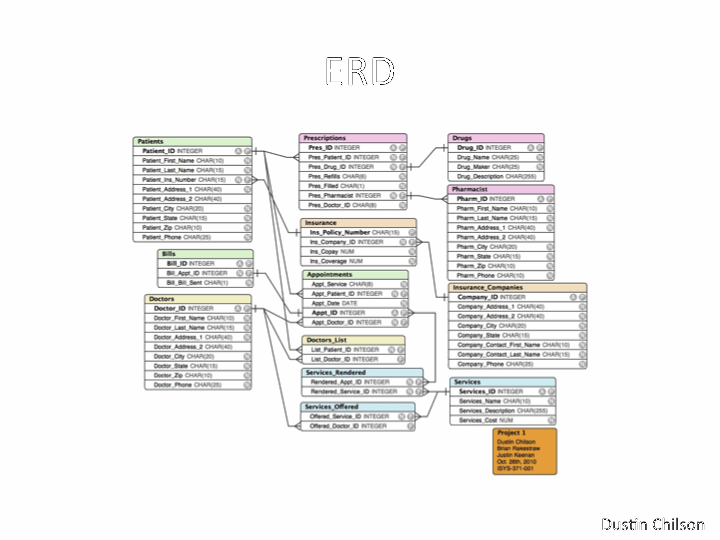 ERD
Patients
Patient_ID INTEGER
Patient_First_Name CHAR(10)
Patient_Last_Name CHAR(15)
Patient_Ins_Number CHAR(15)
Patient_Address_1 CHAR(40)
Patient_Address_2 CHAR(40)
Patient_City CHAR(20)
Patient_State CHAR(15)
Patient_Zip CHAR(10)
Patient_Phone CHAR(25)
Bills
Bill_ID INTEGER
Bill_Appt_ID INTEGER
Bill_Bill_Sent CHAR(1)
Doctors
Doctor_ID INTEGER
Doctor_First_Name CHAR(10)
Doctor_Last_Name CHAR(15)
Doctor_Address_1 CHAR(40)
Doctor_Address_2 CHAR(40)
Doctor_City CHAR(20)
Doctor_State CHAR(15)
Doctor_Zip CHAR(10)
Doctor_Phone CHAR(25)
Prescriptions
Pres_ID INTEGER
Pres_Patient_ID INTEGER
Pres_Drug_ID INTEGER
Pres_Refills CHAR(8)
Pres_Filled CHAR(1)
Pres_Pharmacist INTEGER
Pres_Doctor_ID CHAR(8)
Insurance
Ins_Policy_Number CHAR(15)
Ins_Company_ID INTEGER
Ins_Copay NUM
Ins_Coverage NUM
Appointments
Appt_Service CHAR(8)
Appt_Patient_ID INTEGER
Appt_Date DATE
Appt_ID INTEGER
Appt_Doctor_ID INTEGER
Doctors_List
List_Patient_ID INTEGER
List_Doctor_ID INTEGER
Services_Rendered
Rendered_Appt_ID INTEGER
Rendered_Service_ID INTEGER
Services_Offered
Offered_Service_ID INTEGER
Offered_Doctor_ID INTEGER
Drugs
Drug_ID INTEGER
Drug_Name CHAR(25)
Drug_Maker CHAR(25)
Drug_Description CHAR(255)
Pharmacist
Pharm_ID INTEGER
Pharm_First_Name CHAR(10)
Pharm_Last_Name CHAR(15)
Pharm_Address_1 CHAR(40)
Pharm_Address_2 CHAR(40)
Pharm_City CHAR(20)
Pharm_State CHAR(15)
Pharm_Zip CHAR(10)
Pharm_Phone CHAR(10)
Insurance_Companies
Company_ID INTEGER
Company_Address_1 CHAR(40)
Company_Address_2 CHAR(40)
Company_City CHAR(20)
Company_State CHAR(15)
Company_Contact_First_Name CHAR(10)
Company_Contact_Last_Name CHAR(15)
Company_Phone CHAR(25)
Services
Services_ID INTEGER
Services_Name CHAR(10)
Services_Description CHAR(255)
Services_Cost NUM
Project 1
Dustin Chilson
Brian Rakestraw
Justin Keenan
Oct. 26th, 2010
ISYS-371-001
Dustin Chilson